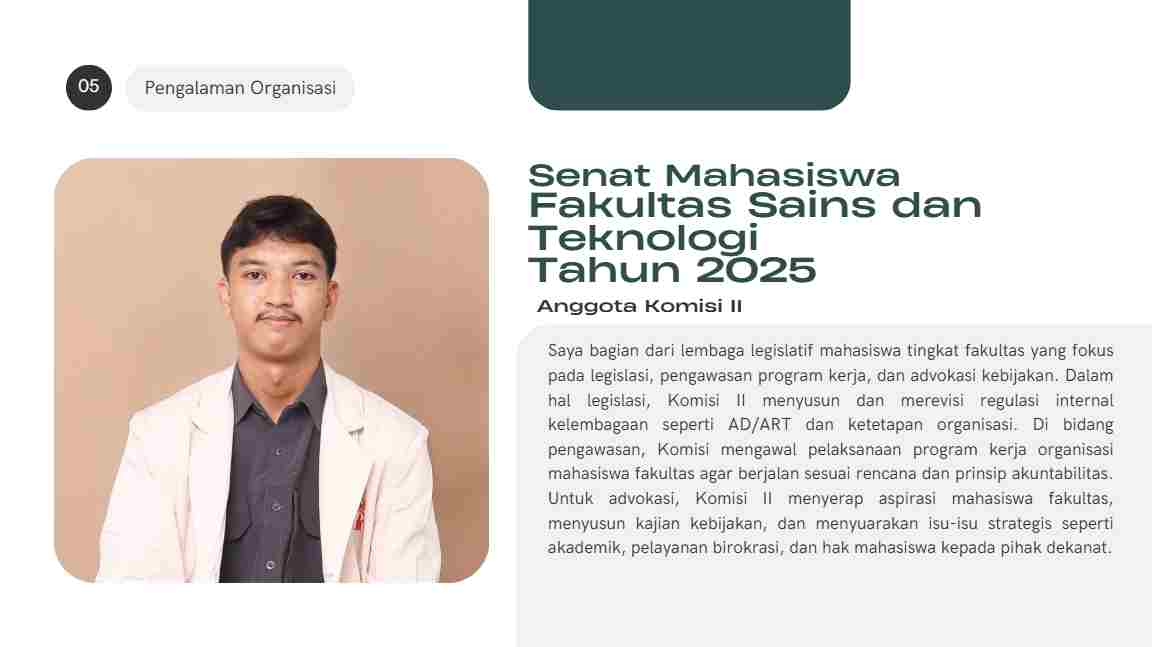 05
Pengalaman Organisasi
Senat Mahasiswa
Fakultas Sains dan
Teknologi
Tahun 2025
Anggota Komisi II
Saya bagian dari lembaga legislatif mahasiswa tingkat fakultas yang fokus
pada legislasi, pengawasan program kerja, dan advokasi kebijakan. Dalam
hal legislasi, Komisi II menyusun dan merevisi regulasi internal
kelembagaan seperti AD/ART dan ketetapan organisasi. Di bidang
pengawasan, Komisi mengawal pelaksanaan program kerja organisasi
mahasiswa fakultas agar berjalan sesuai rencana dan prinsip akuntabilitas.
Untuk advokasi, Komisi II menyerap aspirasi mahasiswa fakultas,
menyusun kajian kebijakan, dan menyuarakan isu-isu strategis seperti
akademik, pelayanan birokrasi, dan hak mahasiswa kepada pihak dekanat.